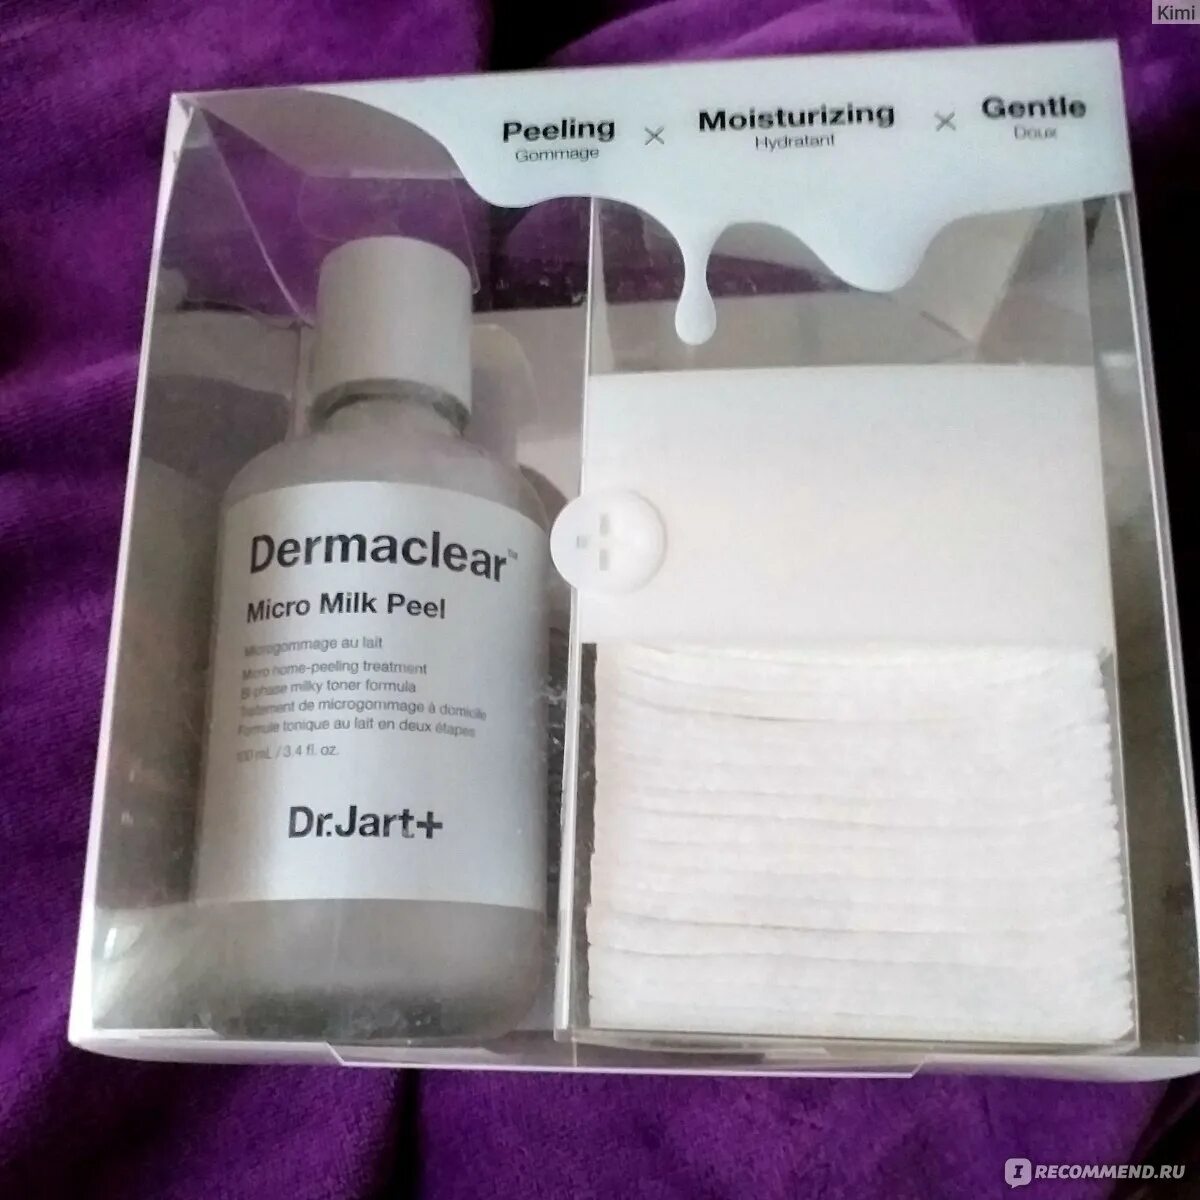 Kimi
Peeling × Moisturizing × Gentle
Gommage Hydratant Doux
Dermaclear™
Micro Milk Peel
Microgommage au lait
Micro home-peeling treatment
Bi-phase milky toner formula
Traitement de microgommage à domicile
Formule tonique au lait en deux étapes
100 mL / 3.4 fl. oz.
Dr.Jart+
IRECOMMEND.RU